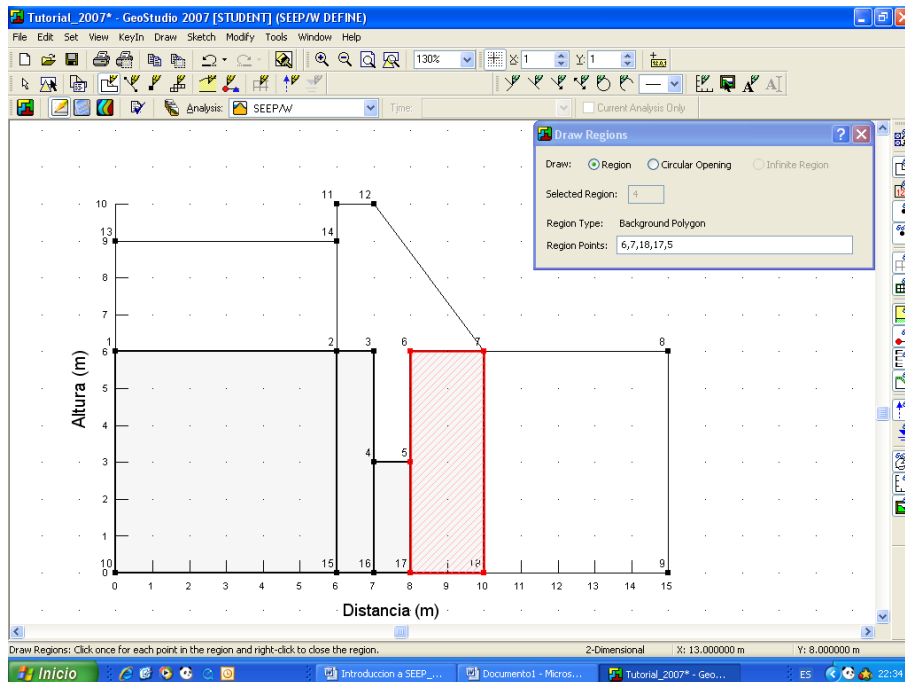 Tutorial_2007* - GeoStudio 2007 [STUDENT] (SEEP/W DEFINE)
File Edit Set View KeyIn Draw Sketch Modify Tools Window Help
130% X: 1 Y: 1
Analysis: SEEP/W Time: Current Analysis Only
Draw Regions
Draw: Region Circular Opening Infinite Region
Selected Region: 4
Region Type: Background Polygon
Region Points: 6,7,18,17,5
11 12
10
13 14
9
8
7
1 2 3 6 7 8
6
5
4
4 5
3
2
1
10 15 16 17 18 9
0
Altura (m)
0 1 2 3 4 5 6 7 8 9 10 11 12 13 14 15
Distancia (m)
Draw Regions: Click once for each point in the region and right-click to close the region. 2-Dimensional X: 13.000000 m Y: 8.000000 m
Inicio Introduccion a SEEP_... Documento1 - Micros... Tutorial_2007* - Geo... ES 22:34